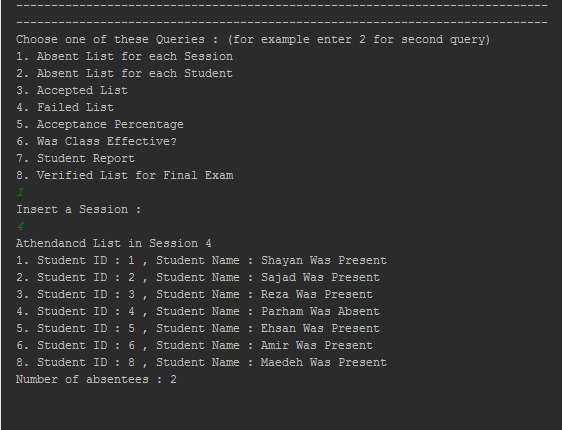 ----------------------------------------------------------------------------
----------------------------------------------------------------------------
Choose one of these Queries : (for example enter 2 for second query)
1. Absent List for each Session
2. Absent List for each Student
3. Accepted List
4. Failed List
5. Acceptance Percentage
6. Was Class Effective?
7. Student Report
8. Verified List for Final Exam
1
Insert a Session :
4
Athendancd List in Session 4
1. Student ID : 1 , Student Name : Shayan Was Present
2. Student ID : 2 , Student Name : Sajad Was Present
3. Student ID : 3 , Student Name : Reza Was Present
4. Student ID : 4 , Student Name : Parham Was Absent
5. Student ID : 5 , Student Name : Ehsan Was Present
6. Student ID : 6 , Student Name : Amir Was Present
8. Student ID : 8 , Student Name : Maedeh Was Present
Number of absentees : 2